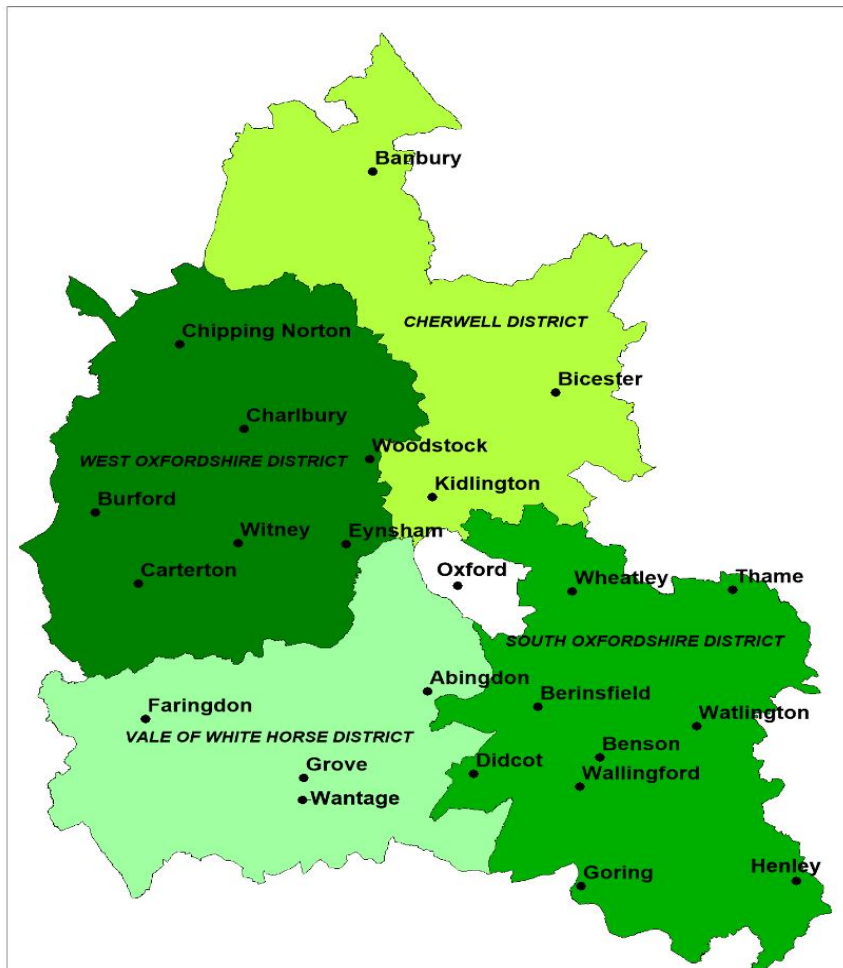 Banbury
CHERWELL DISTRICT
Chipping Norton
Bicester
Charlbury
Woodstock
WEST OXFORDSHIRE DISTRICT
Kidlington
Burford
Witney
Eynsham
Carterton
Oxford
Wheatley
Thame
SOUTH OXFORDSHIRE DISTRICT
Abingdon
Berinsfield
Faringdon
Watlington
VALE OF WHITE HORSE DISTRICT
Benson
Grove
Didcot
Wallingford
Wantage
Goring
Henley